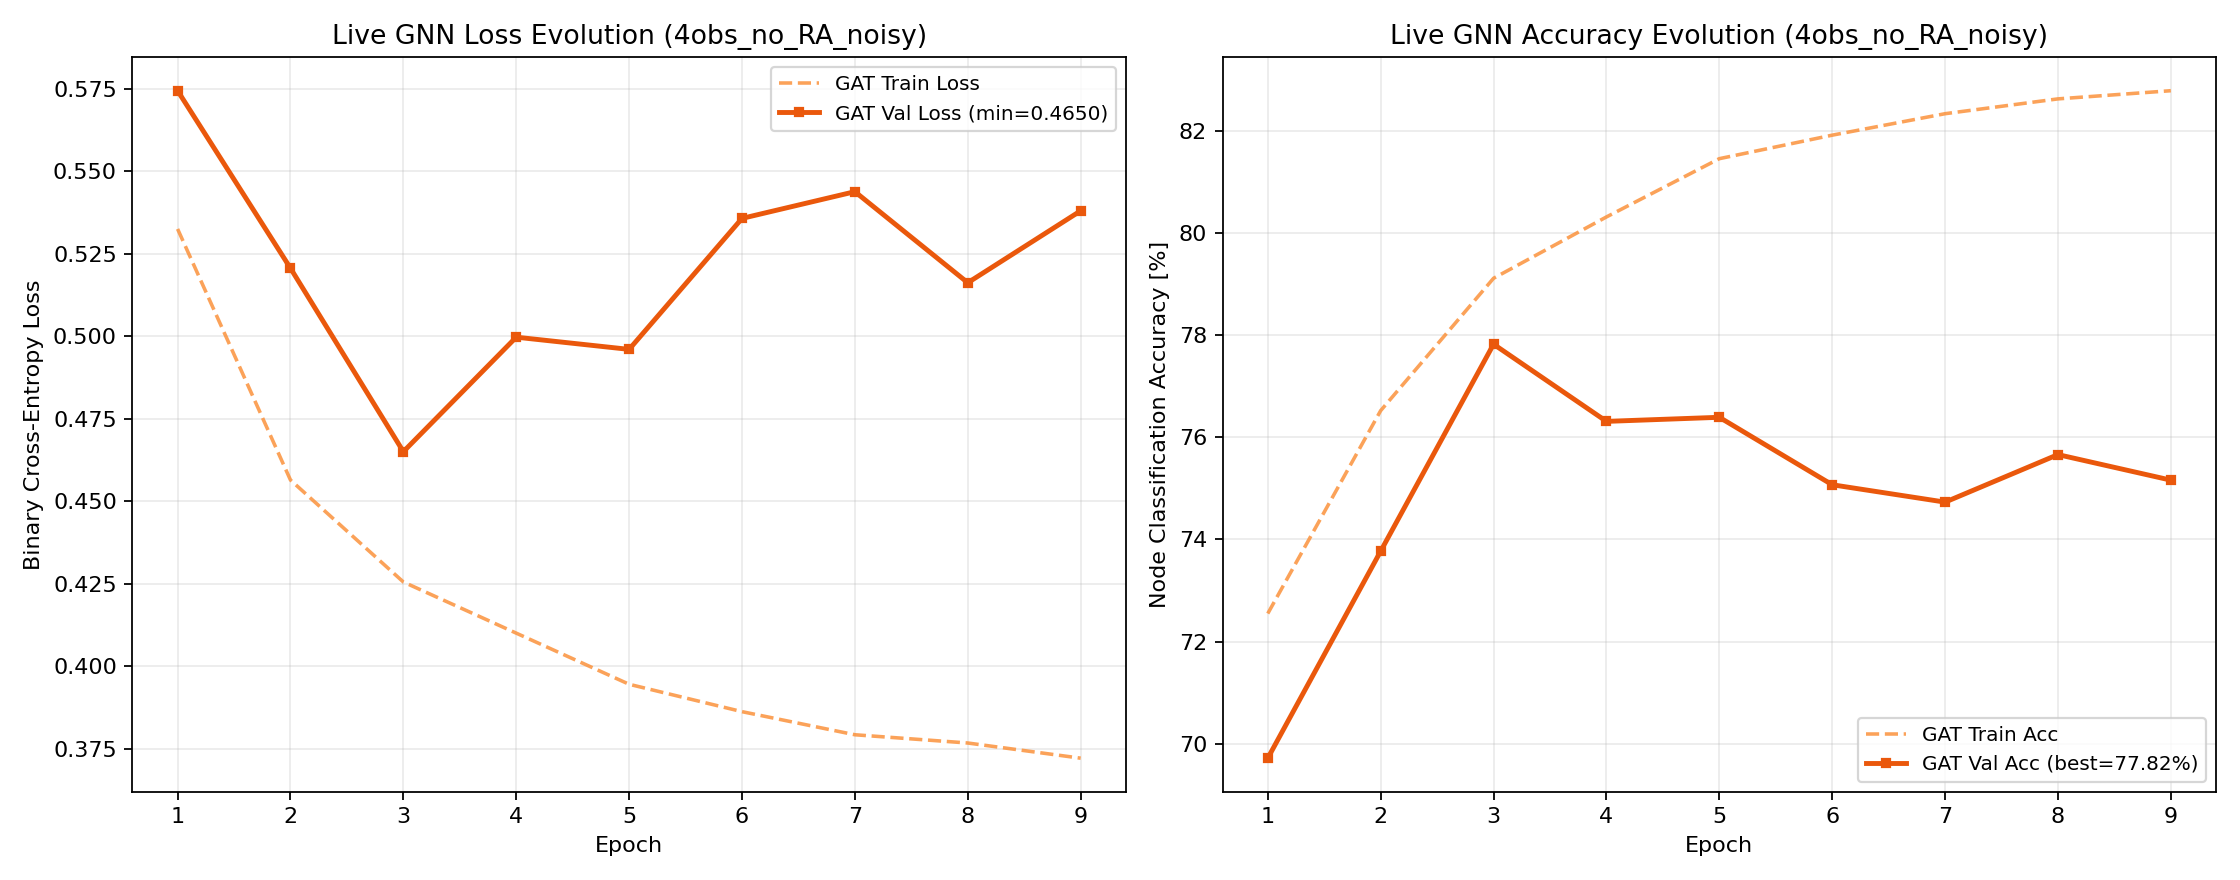 Live GNN Loss Evolution (4obs_no_RA_noisy)
GAT Train Loss
GAT Val Loss (min=0.4650)
Binary Cross-Entropy Loss
0.575
0.550
0.525
0.500
0.475
0.450
0.425
0.400
0.375
1 2 3 4 5 6 7 8 9
Epoch
Live GNN Accuracy Evolution (4obs_no_RA_noisy)
Node Classification Accuracy [%]
82
80
78
76
74
72
70
GAT Train Acc
GAT Val Acc (best=77.82%)
1 2 3 4 5 6 7 8 9
Epoch